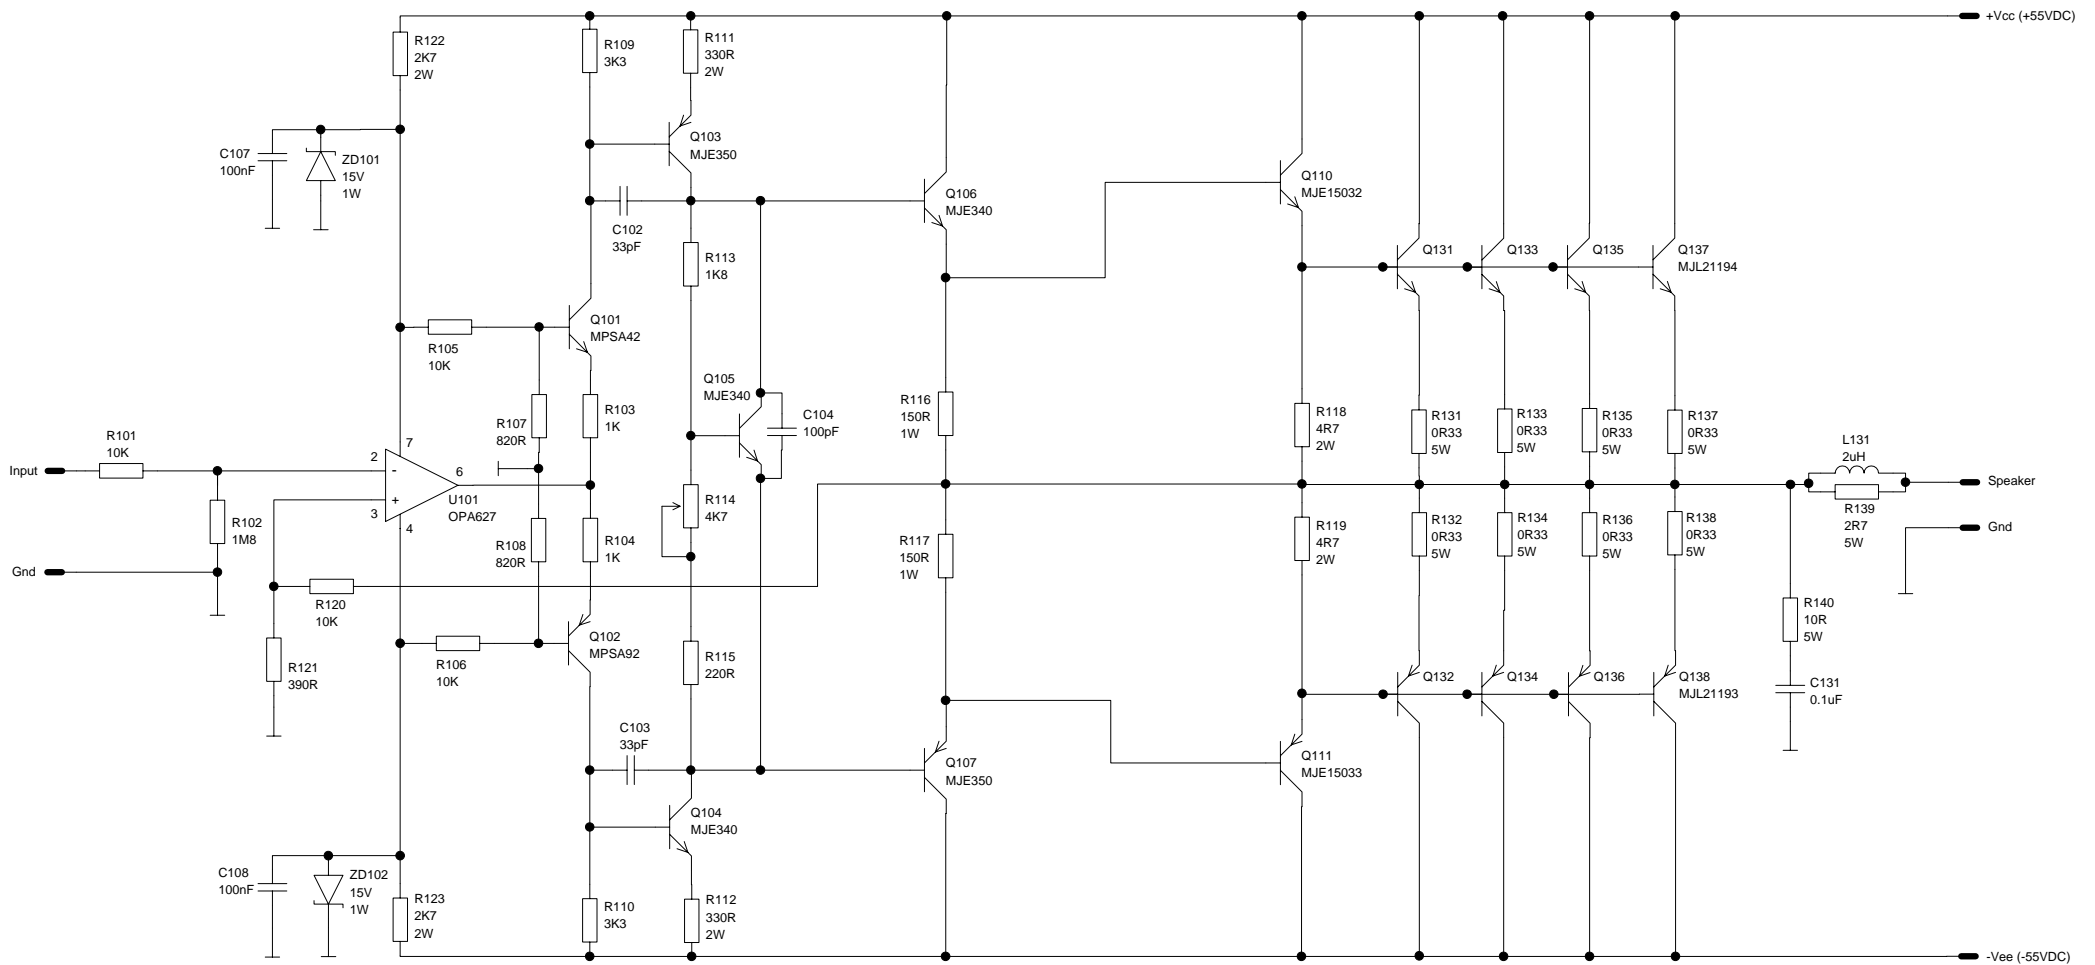 +Vcc (+55VDC)
R122
2K7
2W
R109
3K3
R111
330R
2W
C107
100nF
ZD101
15V
1W
Q103
MJE350
C102
33pF
Q106
MJE340
Q110
MJE15032
R113
1K8
Q131
Q133
Q135
Q137
MJL21194
R105
10K
Q101
MPSA42
Q105
MJE340
R107
820R
R103
1K
C104
100pF
R116
150R
1W
R118
4R7
2W
R131
0R33
5W
R133
0R33
5W
R135
0R33
5W
R137
0R33
5W
L131
2uH
Input
R101
10K
2
-
7
6
+
3
4
U101
OPA627
R102
1M8
Gnd
R108
820R
R104
1K
R114
4K7
R117
150R
1W
R119
4R7
2W
R132
0R33
5W
R134
0R33
5W
R136
0R33
5W
R138
0R33
5W
Speaker
R139
2R7
5W
Gnd
R120
10K
R121
390R
R106
10K
Q102
MPSA92
R115
220R
R140
10R
5W
Q132
Q134
Q136
Q138
MJL21193
C131
0.1uF
C103
33pF
Q107
MJE350
Q111
MJE15033
Q104
MJE340
C108
100nF
ZD102
15V
1W
R123
2K7
2W
R110
3K3
R112
330R
2W
-Vee (-55VDC)